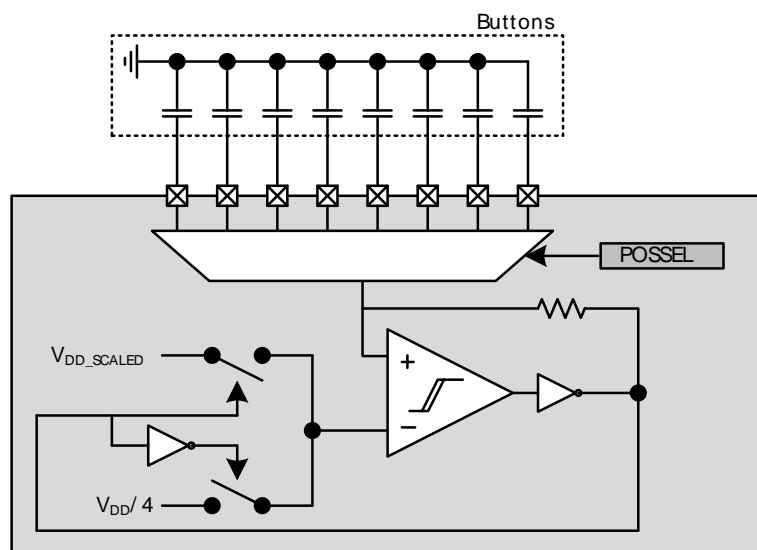 Buttons
POSSEL
VDD_SCALED
+
−
VDD/ 4